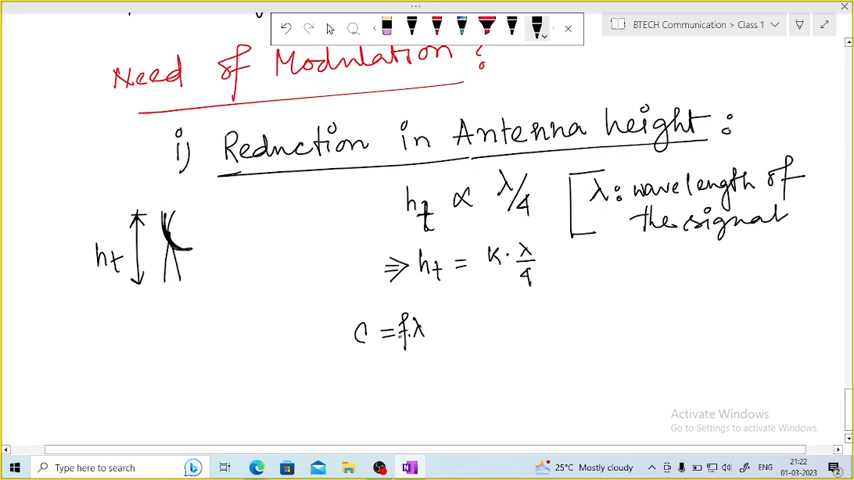 BTECH Communication > Class 1
Need of Modulation :
i) Reduction in Antenna height :
ht ∝ λ/4
λ: wavelength of
the signal
ht
⇒ ht = K · λ/4
C = f.λ
Activate Windows
Go to Settings to activate Windows.
Type here to search
25°C Mostly cloudy
ENG
21:22
01-03-2023
2